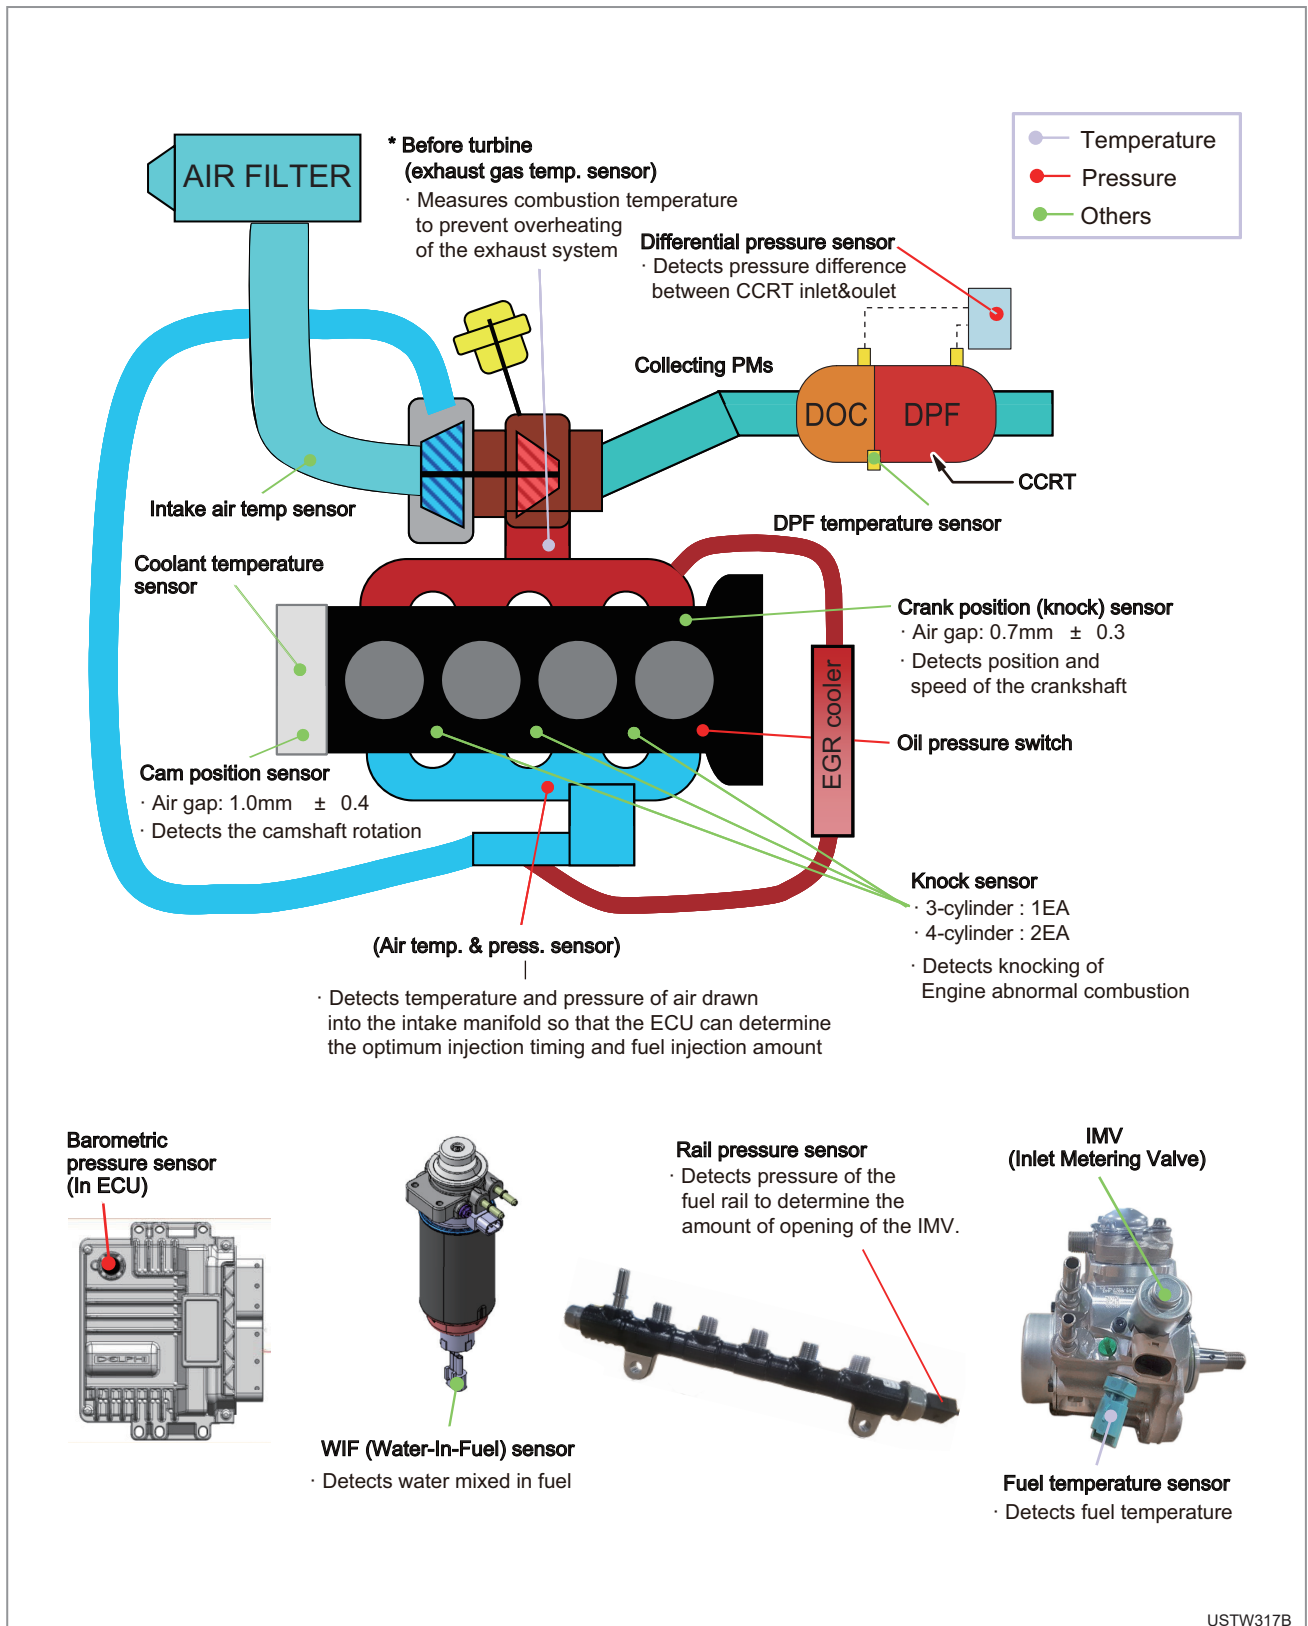 AIR FILTER
* Before turbine
(exhaust gas temp. sensor)
· Measures combustion temperature
to prevent overheating
of the exhaust system
Temperature
Pressure
Others
Differential pressure sensor
· Detects pressure difference
between CCRT inlet&oulet
Collecting PMs
DOC
DPF
CCRT
DPF temperature sensor
Intake air temp sensor
Coolant temperature
sensor
Crank position (knock) sensor
· Air gap: 0.7mm ± 0.3
· Detects position and
speed of the crankshaft
EGR cooler
Oil pressure switch
Cam position sensor
· Air gap: 1.0mm ± 0.4
· Detects the camshaft rotation
Knock sensor
· 3-cylinder : 1EA
· 4-cylinder : 2EA
· Detects knocking of
Engine abnormal combustion
(Air temp. & press. sensor)
· Detects temperature and pressure of air drawn
into the intake manifold so that the ECU can determine
the optimum injection timing and fuel injection amount
Barometric
pressure sensor
(In ECU)
DELPHI
WIF (Water-In-Fuel) sensor
· Detects water mixed in fuel
Rail pressure sensor
· Detects pressure of the
fuel rail to determine the
amount of opening of the IMV.
IMV
(Inlet Metering Valve)
Fuel temperature sensor
· Detects fuel temperature
USTW317B